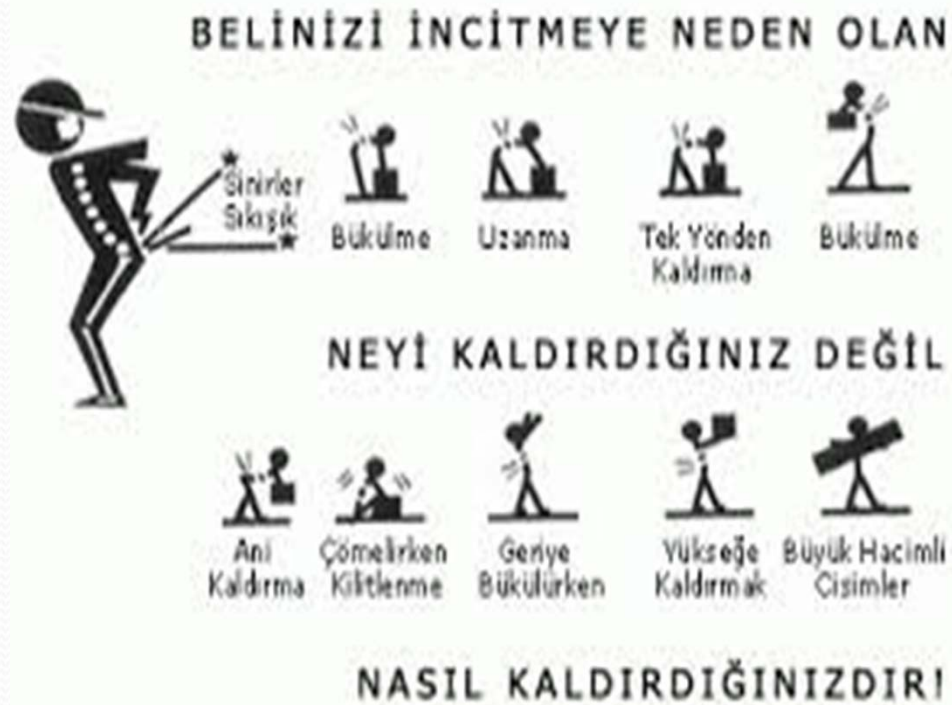 BELİNİZİ İNCİTMEYE NEDEN OLAN
Sinirler
Sıkışık
Bükülme
Uzanma
Tek Yönden
Kaldırma
Bükülme
NEYİ KALDIRDIĞINIZ DEĞİL
Ani
Kaldırma
Çömelirken
Kilitlenme
Geriye
Bükülürken
Yükseğe
Kaldırmak
Büyük Hacimli
Cisimler
NASIL KALDIRDIĞINIZDIR!